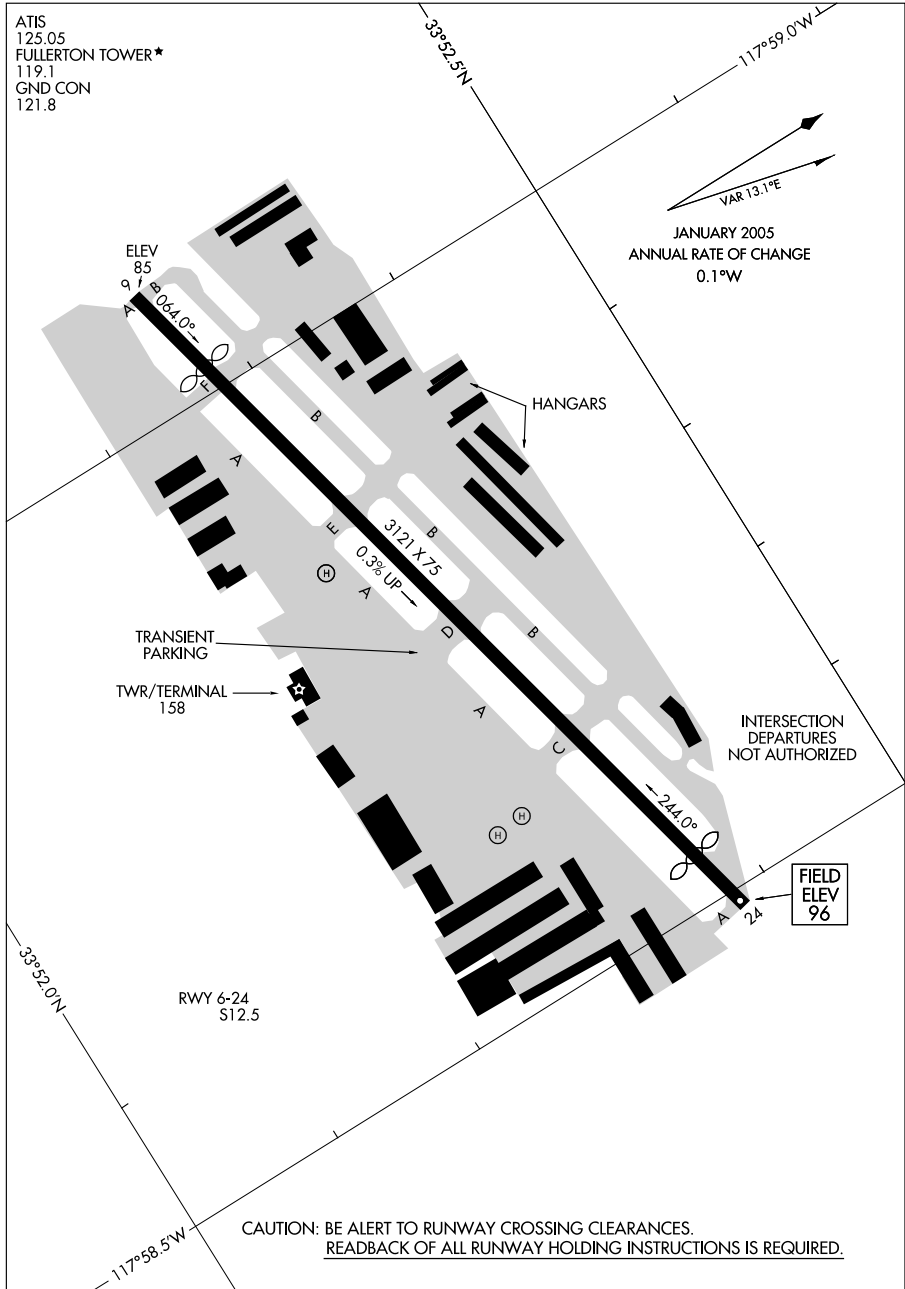 ATIS
125.05
FULLERTON TOWER★
119.1
GND CON
121.8
33°52.5'N
117°59.0'W
VAR 13.1°E
JANUARY 2005
ANNUAL RATE OF CHANGE
0.1°W
ELEV
85
6
A
B
064.0°
F
B
A
HANGARS
E
3121 X 75
B
0.3% UP
H
A
D
B
TRANSIENT
PARKING
TWR/TERMINAL
158
A
C
INTERSECTION
DEPARTURES
NOT AUTHORIZED
244.0°
H
H
FIELD
ELEV
96
A
24
33°52.0'N
RWY 6-24
S12.5
117°58.5'W
CAUTION: BE ALERT TO RUNWAY CROSSING CLEARANCES.
READBACK OF ALL RUNWAY HOLDING INSTRUCTIONS IS REQUIRED.